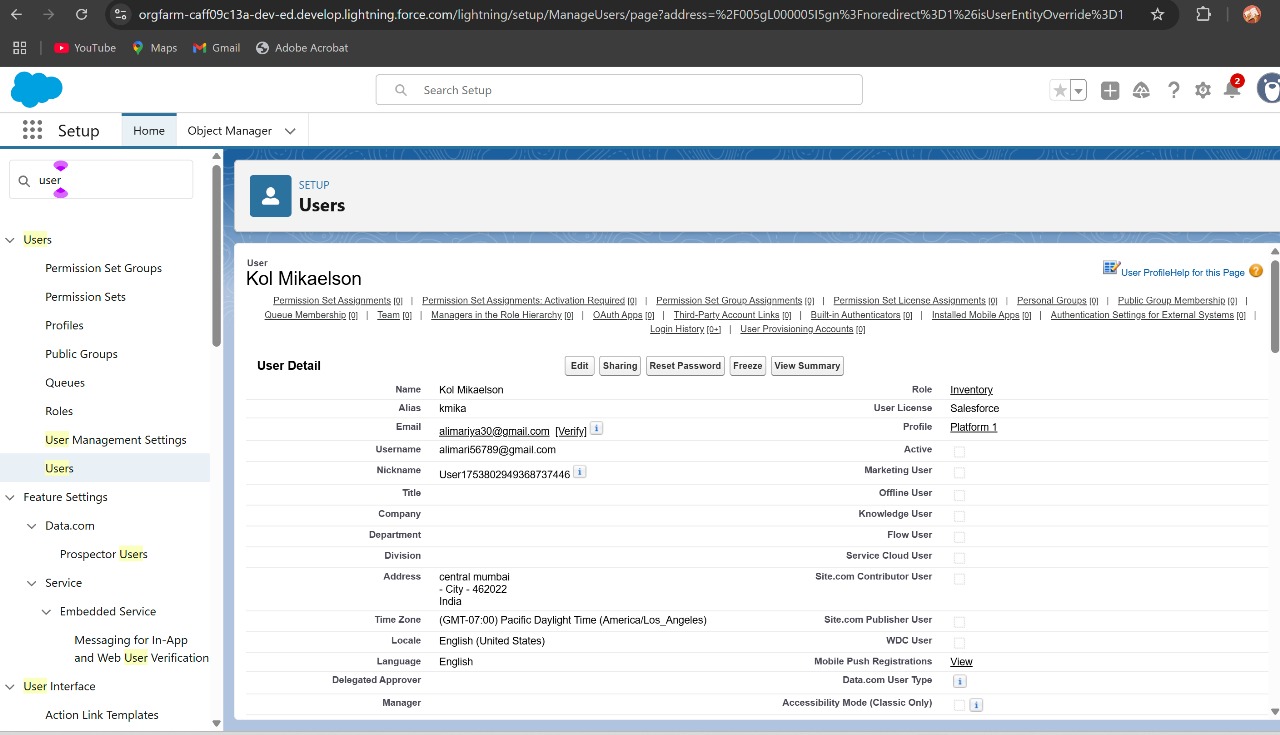 orgfarm-caff09c13a-dev-ed.develop.lightning.force.com/lightning/setup/ManageUsers/page?address=%2F005gL000005I5gn%3Fnoredirect%3D1%26isUserEntityOverride%3D1
YouTube Maps Gmail Adobe Acrobat
Search Setup
2
Setup Home Object Manager
user
Users
Permission Set Groups
Permission Sets
Profiles
Public Groups
Queues
Roles
User Management Settings
Users
Feature Settings
Data.com
Prospector Users
Service
Embedded Service
Messaging for In-App
and Web User Verification
User Interface
Action Link Templates
SETUP
Users
User
Kol Mikaelson
User Profile Help for this Page ?
Permission Set Assignments [0] | Permission Set Assignments: Activation Required [0] | Permission Set Group Assignments [0] | Permission Set License Assignments [0] | Personal Groups [0] | Public Group Membership [0] |
Queue Membership [0] | Team [0] | Managers in the Role Hierarchy [0] | OAuth Apps [0] | Third-Party Account Links [0] | Built-in Authenticators [0] | Installed Mobile Apps [0] | Authentication Settings for External Systems [0] |
Login History [0+] | User Provisioning Accounts [0]
User Detail Edit Sharing Reset Password Freeze View Summary
Name Kol Mikaelson Role Inventory
Alias kmika User License Salesforce
Email alimariya30@gmail.com [Verify] i Profile Platform 1
Username alimari56789@gmail.com Active
Nickname User1753802949368737446 i Marketing User
Title Offline User
Company Knowledge User
Department Flow User
Division Service Cloud User
Address central mumbai Site.com Contributor User
- City - 462022
India
Time Zone (GMT-07:00) Pacific Daylight Time (America/Los_Angeles) Site.com Publisher User
Locale English (United States) WDC User
Language English Mobile Push Registrations View
Delegated Approver Data.com User Type i
Manager Accessibility Mode (Classic Only) i